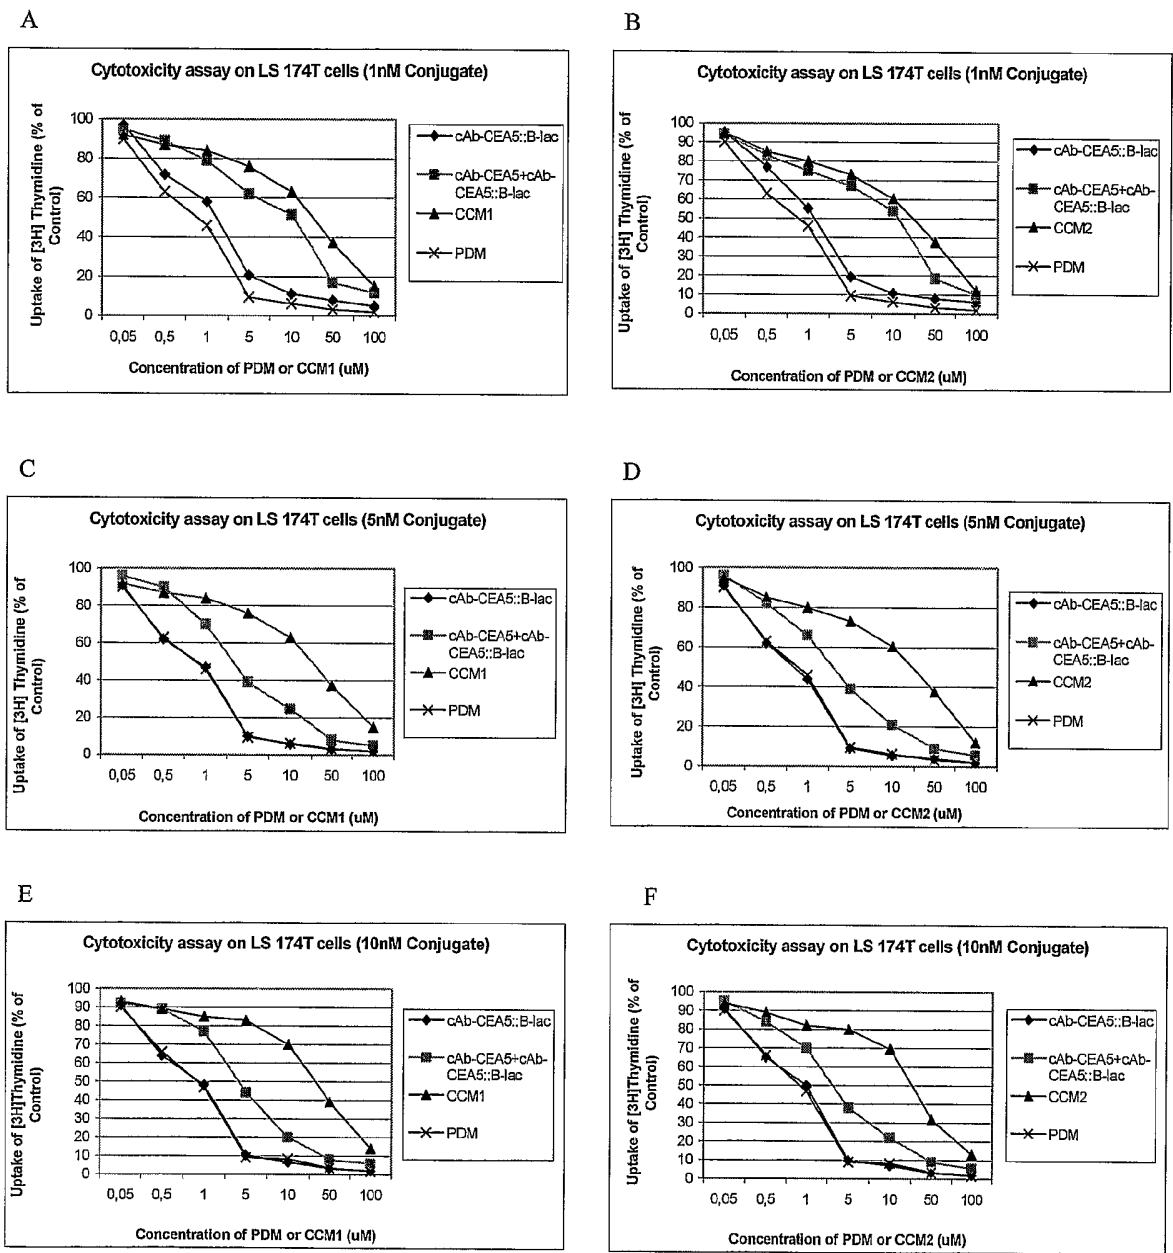 A
Cytotoxicity assay on LS 174T cells (1nM Conjugate)
Uptake of [3H] Thymidine (% of
Control)
100
80
60
40
20
0
0,05 0,5 1 5 10 50 100
Concentration of PDM or CCM1 (uM)
cAb-CEA5::B-lac
cAb-CEA5+cAb-
CEA5::B-lac
CCM1
PDM
B
Cytotoxicity assay on LS 174T cells (1nM Conjugate)
Uptake of [3H] Thymidine (% of
Control)
100
90
80
70
60
50
40
30
20
10
0
0,05 0,5 1 5 10 50 100
Concentration of PDM or CCM2 (uM)
cAb-CEA5::B-lac
cAb-CEA5+cAb-
CEA5::B-lac
CCM2
PDM
C
Cytotoxicity assay on LS 174T cells (5nM Conjugate)
Uptake of [3H] Thymidine (% of
Control)
100
80
60
40
20
0
0,05 0,5 1 5 10 50 100
Concentration of PDM or CCM1 (uM)
cAb-CEA5::B-lac
cAb-CEA5+cAb-
CEA5::B-lac
CCM1
PDM
D
Cytotoxicity assay on LS 174T cells (5nM Conjugate)
Uptake of [3H] Thymidine (% of
Control)
100
80
60
40
20
0
0,05 0,5 1 5 10 50 100
Concentration of PDM or CCM2 (uM)
cAb-CEA5::B-lac
cAb-CEA5+cAb-
CEA5::B-lac
CCM2
PDM
E
Cytotoxicity assay on LS 174T cells (10nM Conjugate)
Uptake of [3H]Thymidine (% of
Control)
100
90
80
70
60
50
40
30
20
10
0
0,05 0,5 1 5 10 50 100
Concentration of PDM or CCM1 (uM)
cAb-CEA5::B-lac
cAb-CEA5+cAb-
CEA5::B-lac
CCM1
PDM
F
Cytotoxicity assay on LS 174T cells (10nM Conjugate)
Uptake of [3H]Thymidine (% of
Control)
100
90
80
70
60
50
40
30
20
10
0
0,05 0,5 1 5 10 50 100
Concentration of PDM or CCM2 (uM)
cAb-CEA5::B-lac
cAb-CEA5+cAb-
CEA5::B-lac
CCM2
PDM